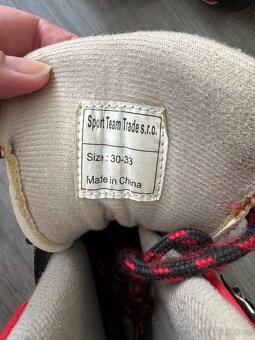 Sport Team Trade s.r.o.
Size : 30-33
Made in China